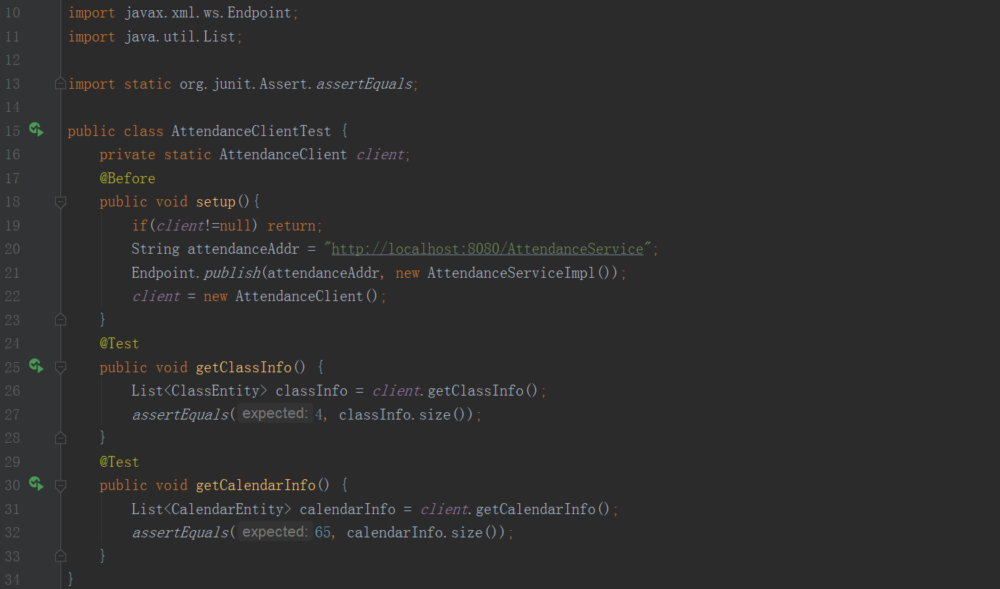 10 import javax.xml.ws.Endpoint;
11 import java.util.List;
12
13 import static org.junit.Assert.assertEquals;
14
15 public class AttendanceClientTest {
16     private static AttendanceClient client;
17     @Before
18     public void setup(){
19         if(client!=null) return;
20         String attendanceAddr = "http://localhost:8080/AttendanceService";
21         Endpoint.publish(attendanceAddr, new AttendanceServiceImpl());
22         client = new AttendanceClient();
23     }
24     @Test
25     public void getClassInfo() {
26         List<ClassEntity> classInfo = client.getClassInfo();
27         assertEquals( expected: 4, classInfo.size());
28     }
29     @Test
30     public void getCalendarInfo() {
31         List<CalendarEntity> calendarInfo = client.getCalendarInfo();
32         assertEquals( expected: 65, calendarInfo.size());
33     }
34 }